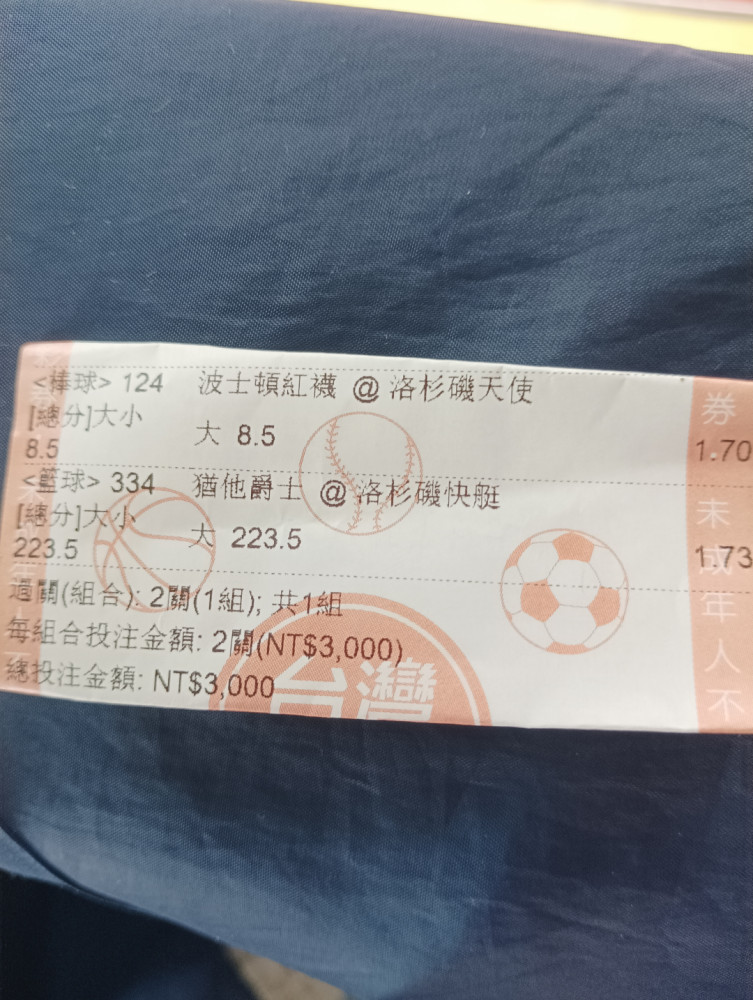 <棒球> 124 波士頓紅襪 @ 洛杉磯天使
[總分]大小
8.5 大 8.5 1.70
<籃球> 334 猶他爵士 @ 洛杉磯快艇
[總分]大小
223.5 大 223.5 1.73
過關(組合): 2關(1組); 共1組
每組合投注金額: 2關(NT$3,000)
總投注金額: NT$3,000
台灣
券
未成年人不